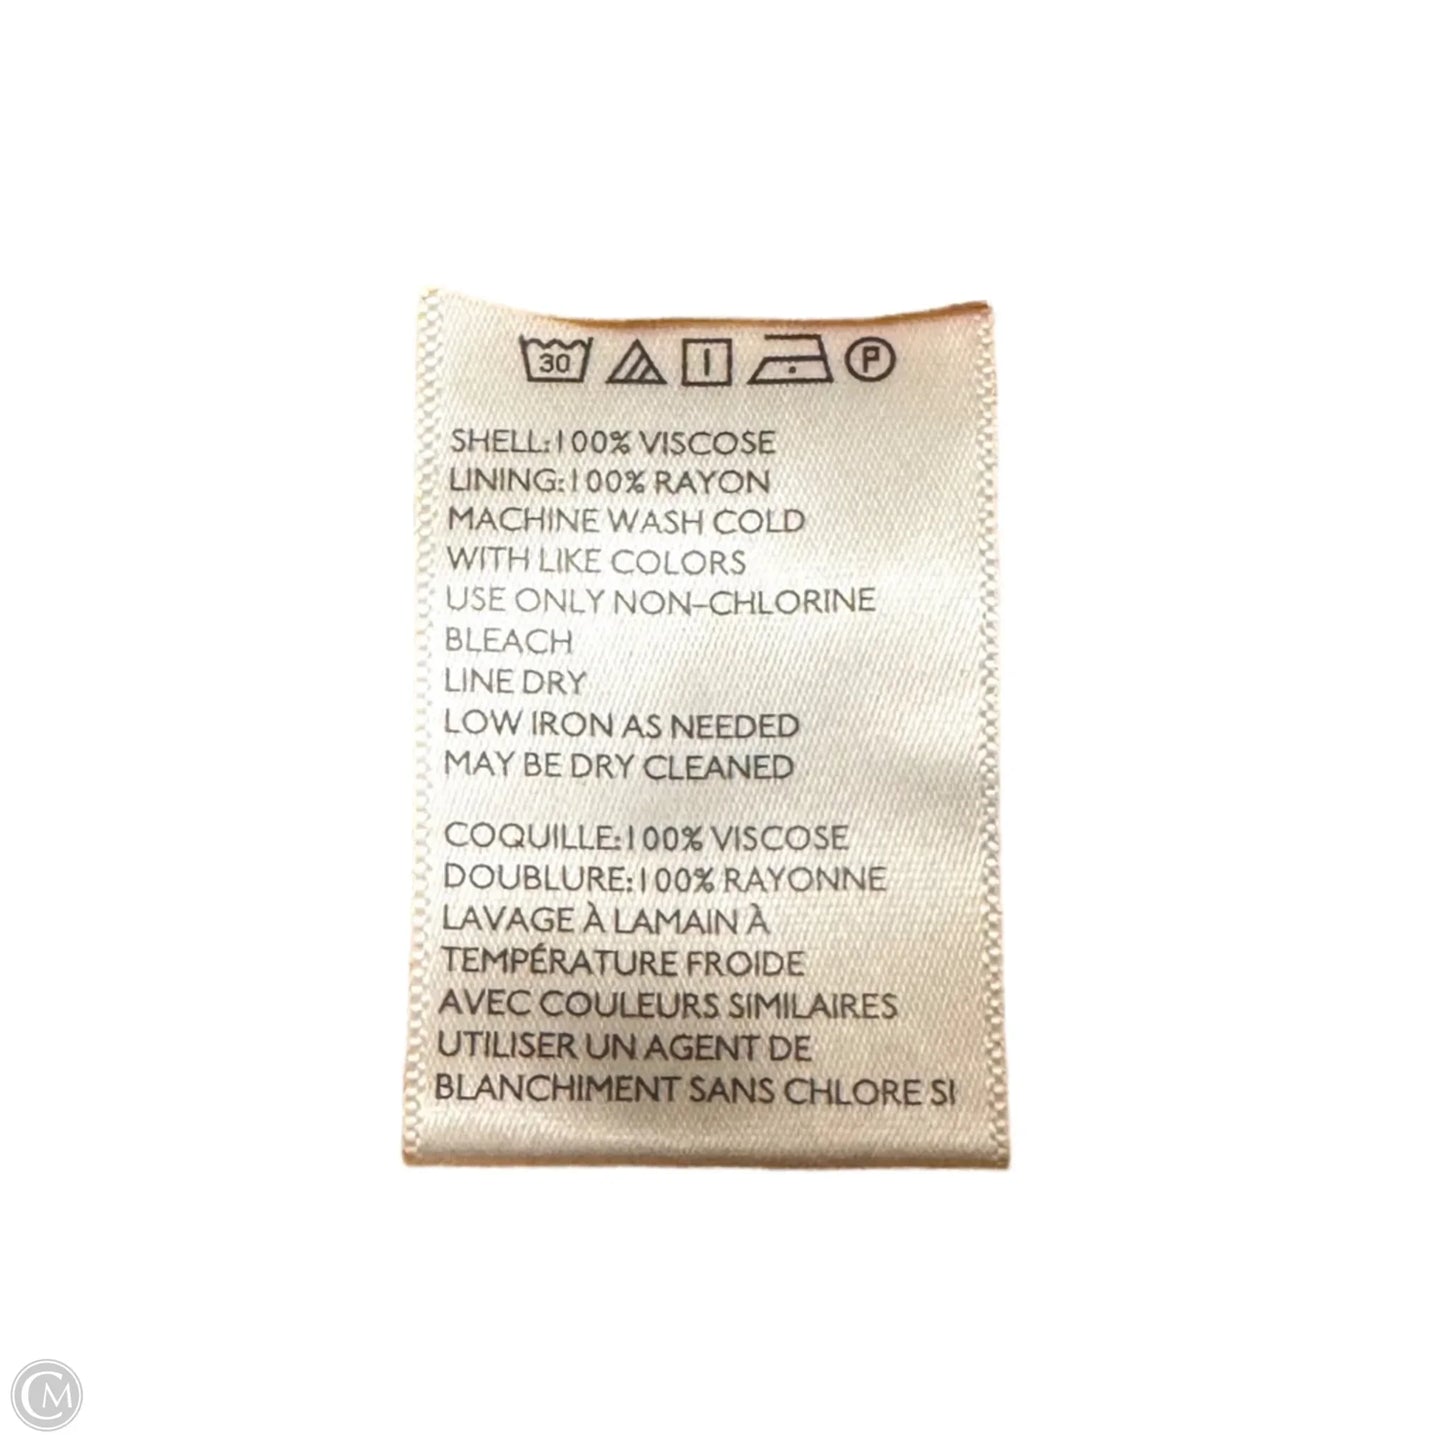 30
P
SHELL:100% VISCOSE
LINING:100% RAYON
MACHINE WASH COLD
WITH LIKE COLORS
USE ONLY NON-CHLORINE
BLEACH
LINE DRY
LOW IRON AS NEEDED
MAY BE DRY CLEANED
COQUILLE:100% VISCOSE
DOUBLURE:100% RAYONNE
LAVAGE À LAMAIN À
TEMPÉRATURE FROIDE
AVEC COULEURS SIMILAIRES
UTILISER UN AGENT DE
BLANCHIMENT SANS CHLORE SI
CM